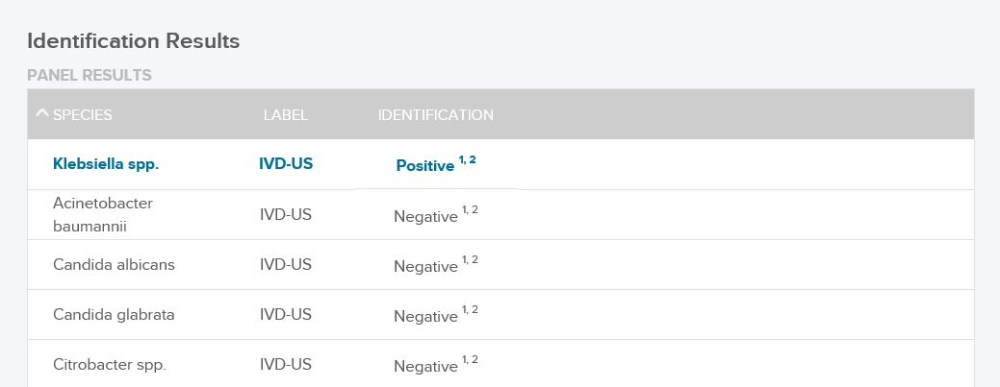 Identification Results
PANEL RESULTS
SPECIES LABEL IDENTIFICATION
Klebsiella spp. IVD-US Positive 1, 2
Acinetobacter
baumannii IVD-US Negative 1, 2
Candida albicans IVD-US Negative 1, 2
Candida glabrata IVD-US Negative 1, 2
Citrobacter spp. IVD-US Negative 1, 2